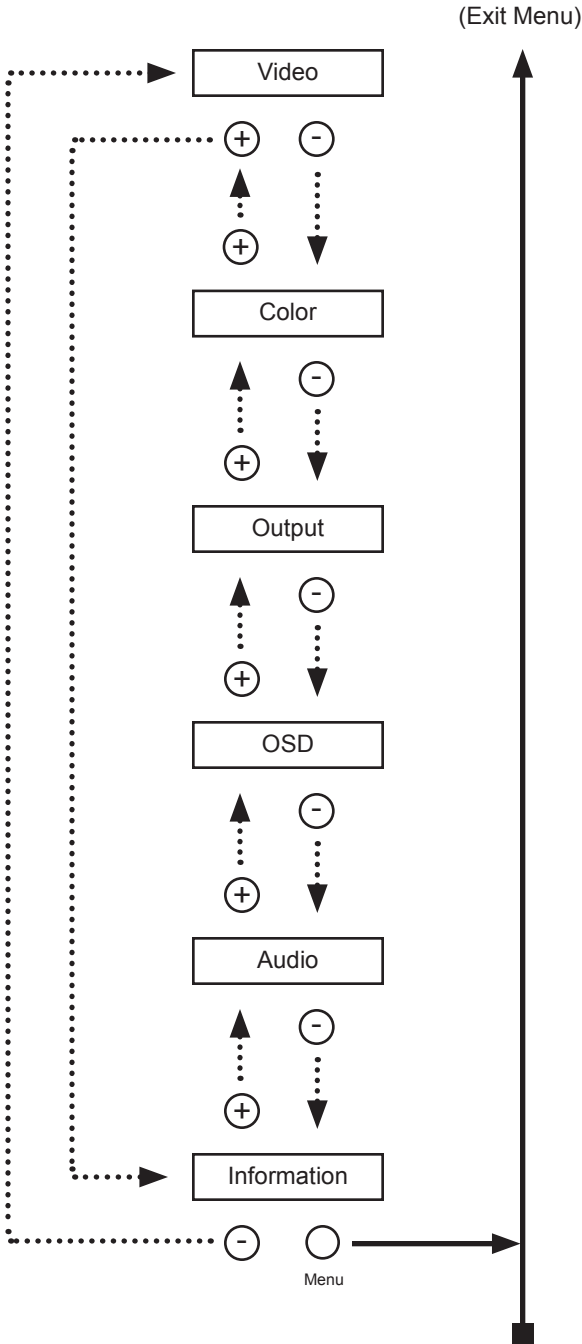 (Exit Menu)
Video
+ -
+
Color
-
+
Output
-
+
OSD
-
+
Audio
-
+
Information
-
Menu